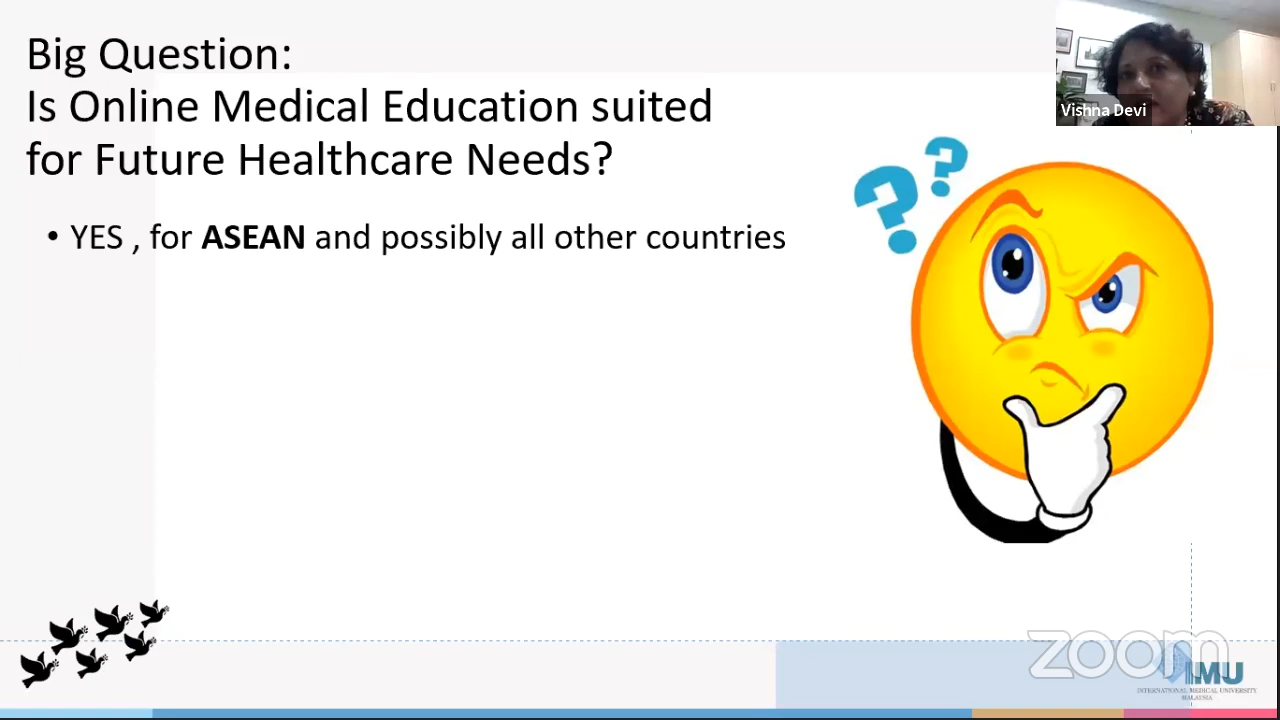 Big Question:
Is Online Medical Education suited
for Future Healthcare Needs?
Vishna Devi
? ?
• YES , for ASEAN and possibly all other countries
zoom
IMU
INTERNATIONAL MEDICAL UNIVERSITY
MALAYSIA